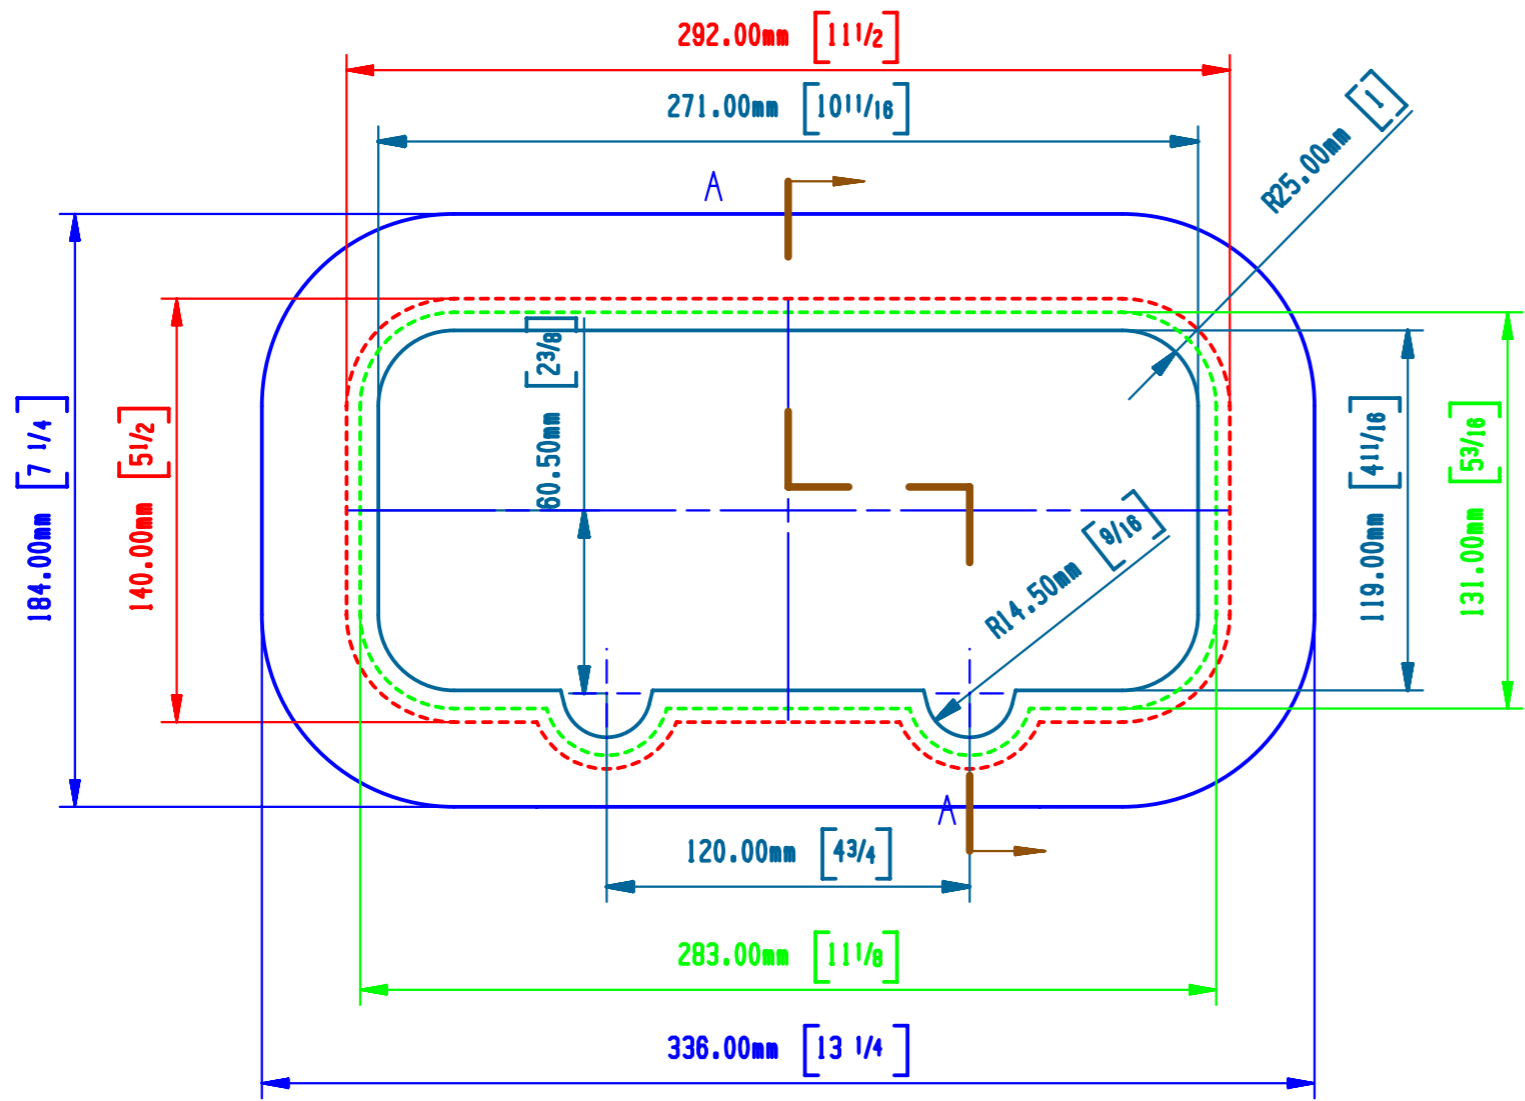 292.00mm [11 1/2]
271.00mm [10 11/16]
R25.00mm [1]
A
184.00mm [7 1/4]
140.00mm [5 1/2]
60.50mm [2 3/8]
R14.50mm [9/16]
119.00mm [4 11/16]
131.00mm [5 3/16]
A
120.00mm [4 3/4]
283.00mm [11 1/8]
336.00mm [13 1/4]